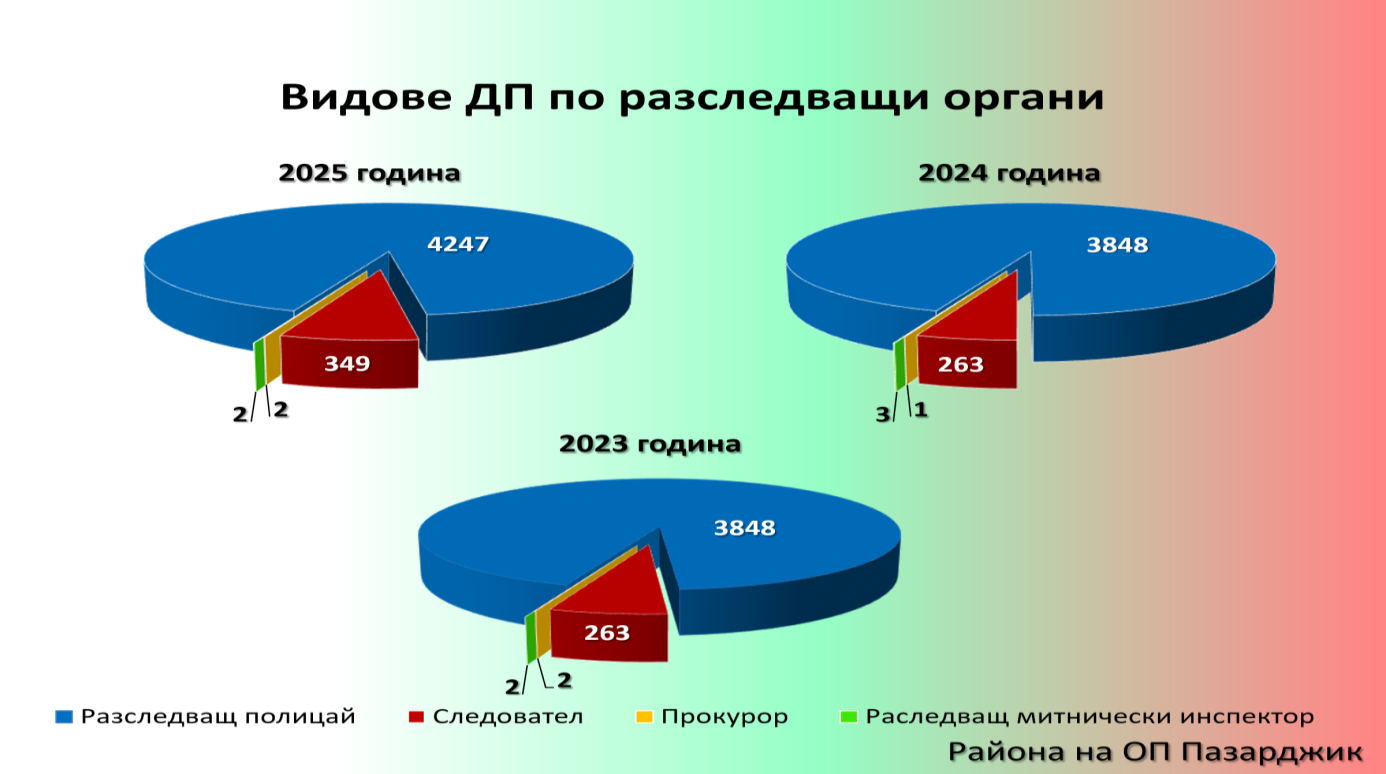 Видове ДП по разследващи органи
2025 година
4247
349
2
2
2024 година
3848
263
3
1
2023 година
3848
263
2
2
Разследващ полицай
Следовател
Прокурор
Раследващ митнически инспектор
Района на ОП Пазарджик